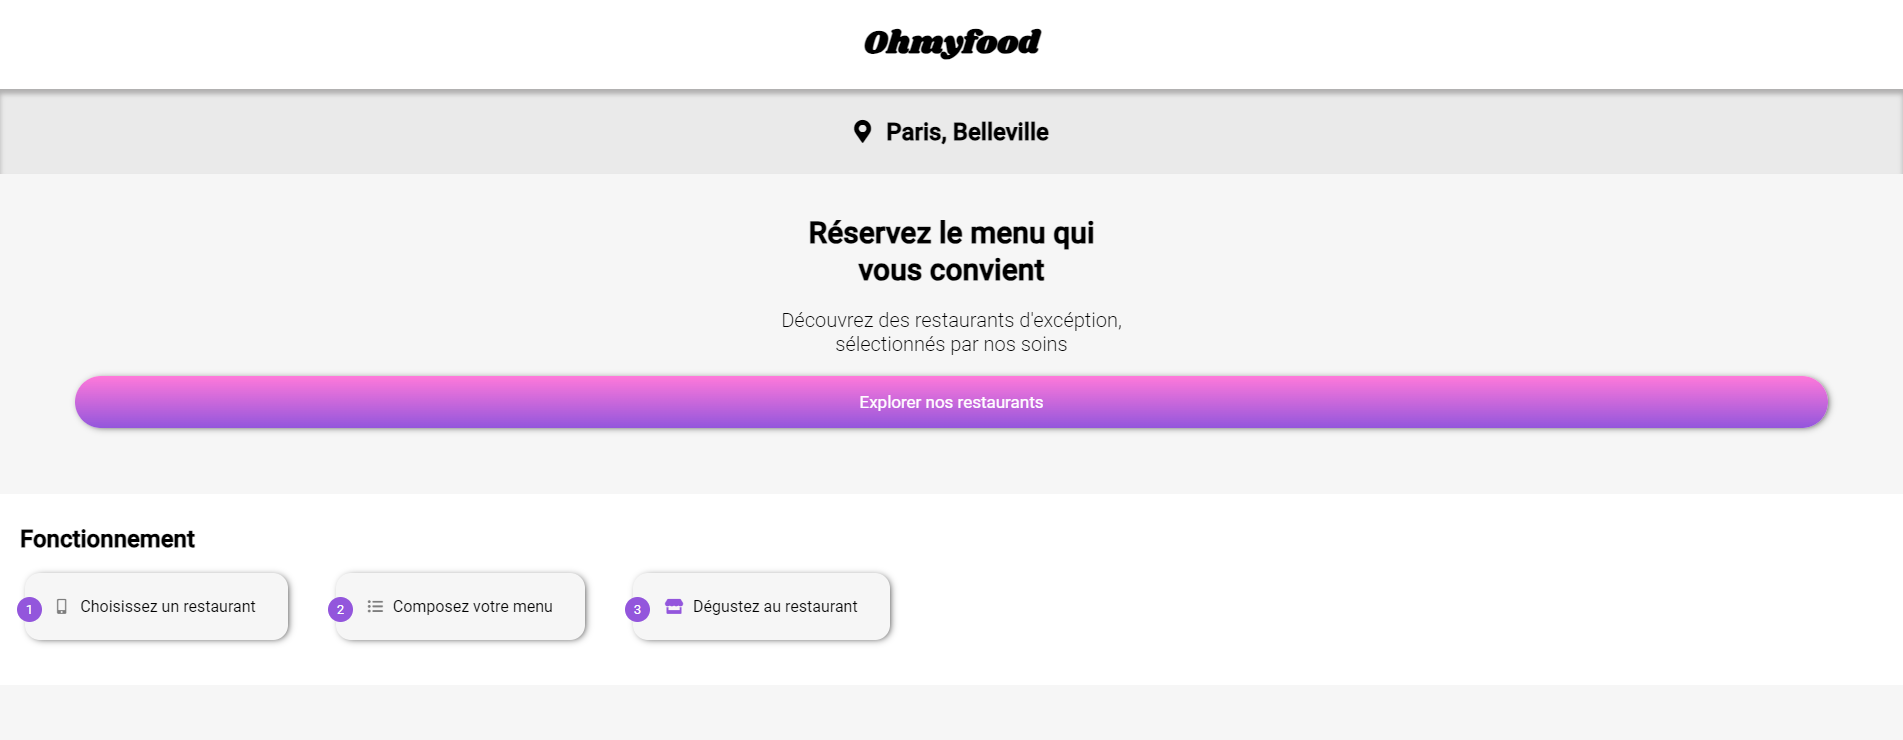 Ohmyfood
Paris, Belleville
Réservez le menu qui
vous convient
Découvrez des restaurants d'excéption,
sélectionnés par nos soins
Explorer nos restaurants
Fonctionnement
1 Choisissez un restaurant
2 Composez votre menu
3 Dégustez au restaurant